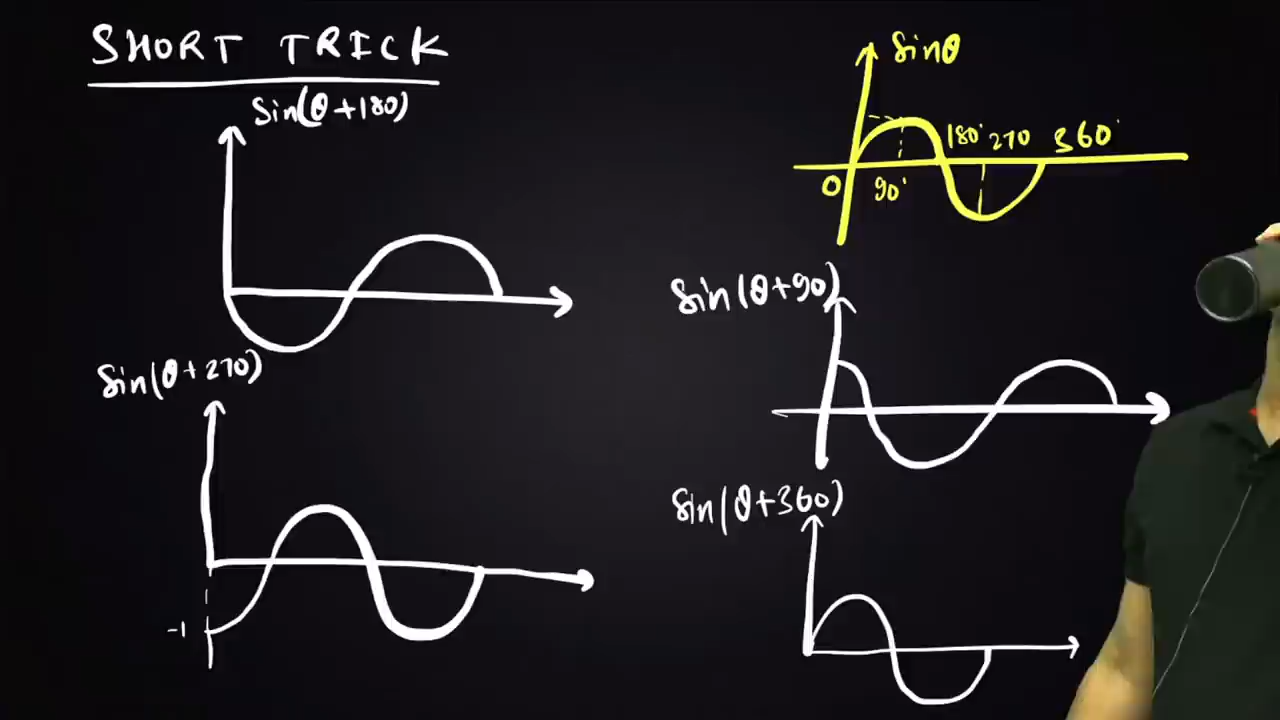 SHORT TRICK
Sin(θ+180)
Sin(θ+270)
-1
Sinθ
0
90°
180°
270
360°
Sin(θ+90)
Sin(θ+360)